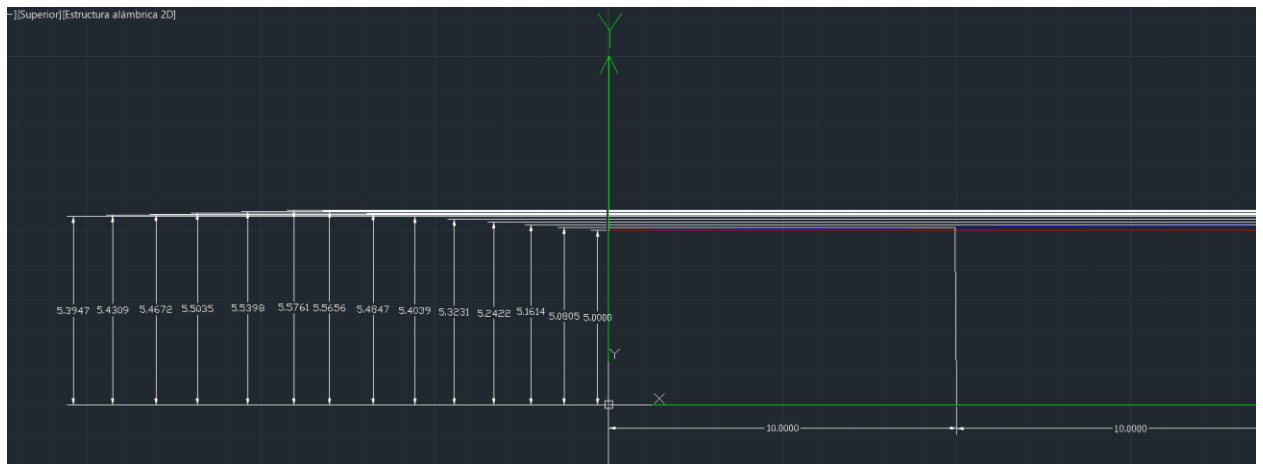 –][Superior][Estructura alámbrica 2D]
Y
5.3947 5.4309 5.4672 5.5035 5.5398 5.5761 5.5656 5.4847 5.4039 5.3231 5.2422 5.1614 5.0805 5.0000
Y
X
10.0000 10.0000